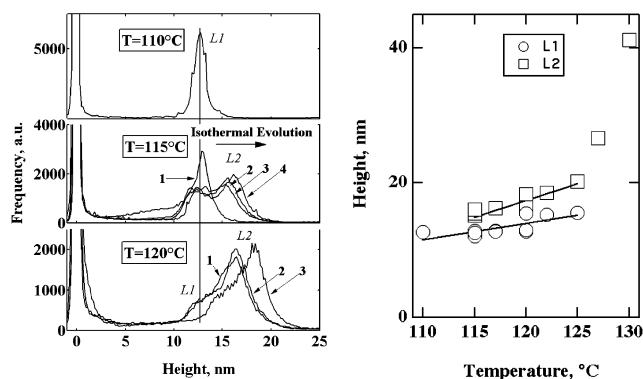 T=110°C
L1
5000
0
4000
T=115°C
Isothermal Evolution
L2
1
2
3
4
2000
0
Frequency, a.u.
T=120°C
L2
L1
1
2
3
2000
1000
0
0 5 10 15 20 25
Height, nm
L1
L2
40
20
0
Height, nm
110 115 120 125 130
Temperature, °C